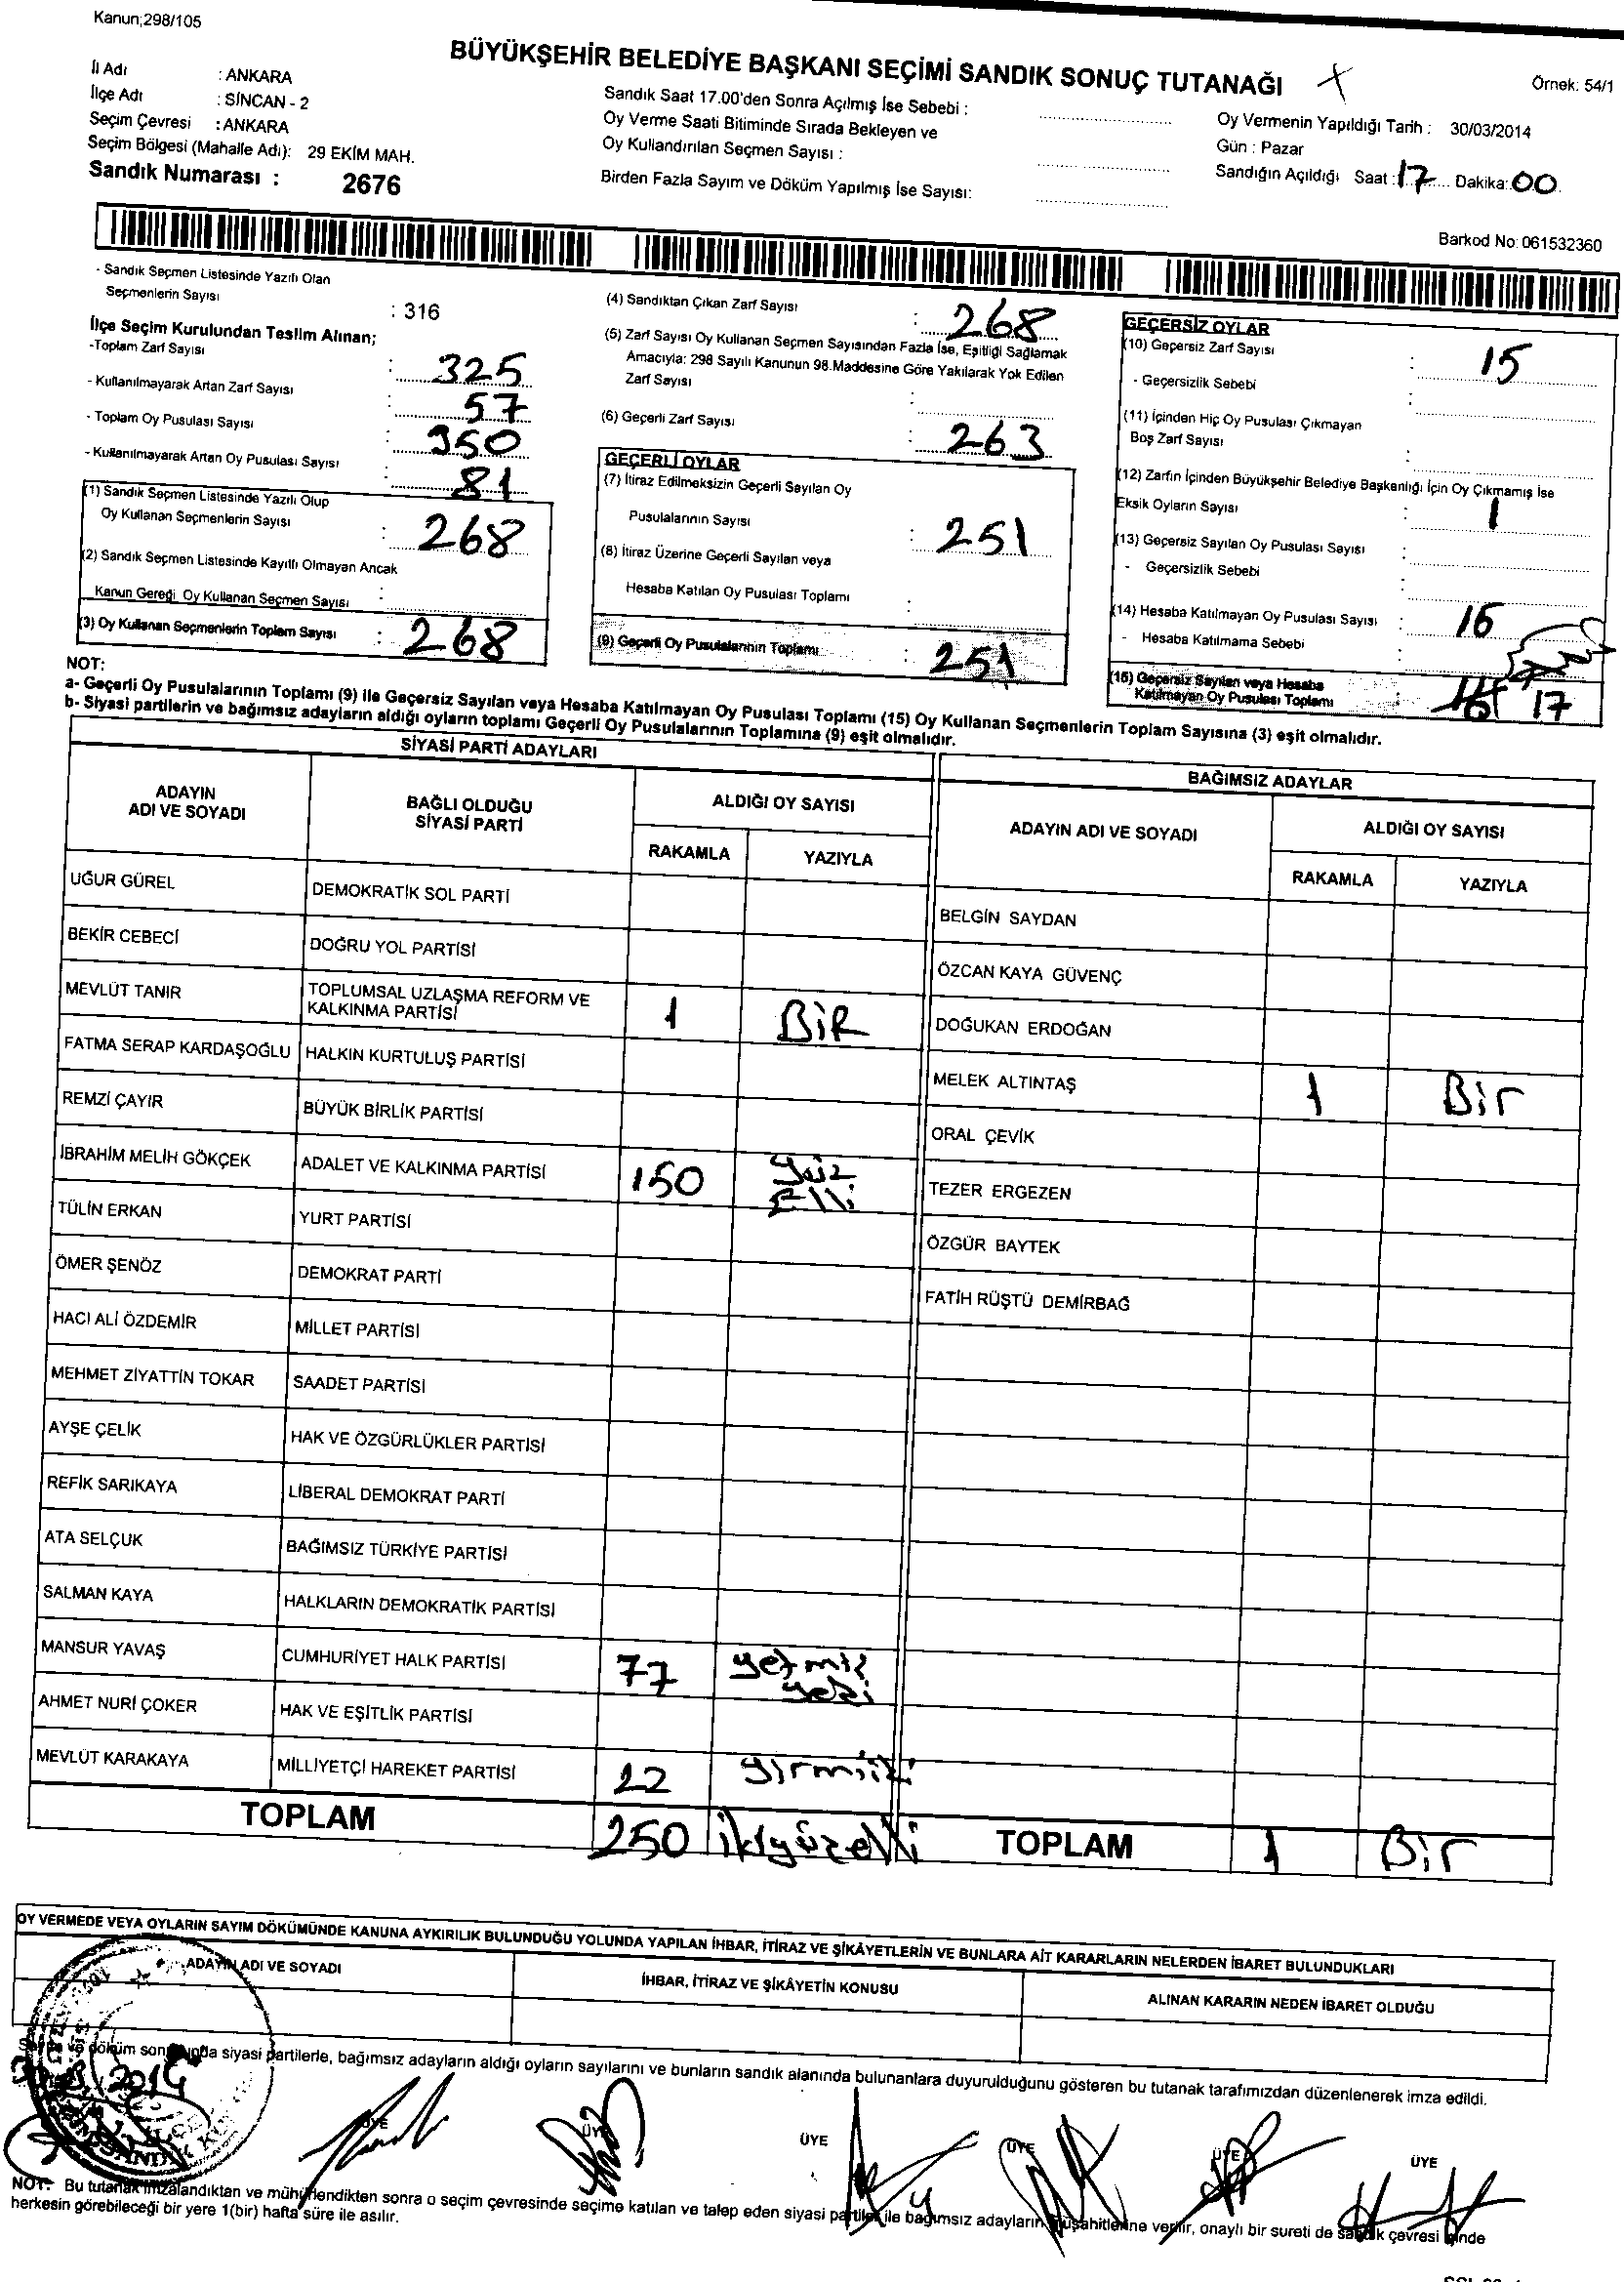 Kanun;298/105
BÜYÜKŞEHİR BELEDİYE BAŞKANI SEÇİMİ SANDIK SONUÇ TUTANAĞI
Örnek: 54/1
İl Adı : ANKARA
İlçe Adı : SİNCAN - 2
Seçim Çevresi : ANKARA
Seçim Bölgesi (Mahalle Adı): 29 EKİM MAH.
Sandık Numarası : 2676
Sandık Saat 17.00'den Sonra Açılmış İse Sebebi :
Oy Verme Saati Bitiminde Sırada Bekleyen ve
Oy Kullandırılan Seçmen Sayısı :
Birden Fazla Sayım ve Döküm Yapılmış İse Sayısı:
Oy Vermenin Yapıldığı Tarih : 30/03/2014
Gün : Pazar
Sandığın Açıldığı Saat : 17 Dakika: 00
Barkod No: 061532360
- Sandık Seçmen Listesinde Yazılı Olan
Seçmenlerin Sayısı : 316
İlçe Seçim Kurulundan Teslim Alınan;
-Toplam Zarf Sayısı : 325
- Kullanılmayarak Artan Zarf Sayısı : 57
- Toplam Oy Pusulası Sayısı : 350
- Kullanılmayarak Artan Oy Pusulası Sayısı : 81
(1) Sandık Seçmen Listesinde Yazılı Olup
Oy Kullanan Seçmenlerin Sayısı : 268
(2) Sandık Seçmen Listesinde Kayıtlı Olmayan Ancak
Kanun Gereği Oy Kullanan Seçmen Sayısı :
(3) Oy Kullanan Seçmenlerin Toplam Sayısı : 268
(4) Sandıktan Çıkan Zarf Sayısı : 268
(5) Zarf Sayısı Oy Kullanan Seçmen Sayısından Fazla İse, Eşitliği Sağlamak
Amacıyla: 298 Sayılı Kanunun 98.Maddesine Göre Yakılarak Yok Edilen
Zarf Sayısı :
(6) Geçerli Zarf Sayısı : 263
GEÇERLİ OYLAR
(7) İtiraz Edilmeksizin Geçerli Sayılan Oy
Pusulalarının Sayısı : 251
(8) İtiraz Üzerine Geçerli Sayılan veya
Hesaba Katılan Oy Pusulası Toplamı :
(9) Geçerli Oy Pusulalarının Toplamı : 251
GEÇERSİZ OYLAR
(10) Geçersiz Zarf Sayısı : 15
- Geçersizlik Sebebi :
(11) İçinden Hiç Oy Pusulası Çıkmayan
Boş Zarf Sayısı :
(12) Zarfın İçinden Büyükşehir Belediye Başkanlığı İçin Oy Çıkmamış İse
Eksik Oyların Sayısı : 1
(13) Geçersiz Sayılan Oy Pusulası Sayısı :
- Geçersizlik Sebebi :
(14) Hesaba Katılmayan Oy Pusulası Sayısı : 16
- Hesaba Katılmama Sebebi
(15) Geçersiz Sayılan veya Hesaba
Katılmayan Oy Pusulası Toplamı : 17
NOT:
a- Geçerli Oy Pusulalarının Toplamı (9) ile Geçersiz Sayılan veya Hesaba Katılmayan Oy Pusulası Toplamı (15) Oy Kullanan Seçmenlerin Toplam Sayısına (3) eşit olmalıdır.
b- Siyasi partilerin ve bağımsız adayların aldığı oyların toplamı Geçerli Oy Pusulalarının Toplamına (9) eşit olmalıdır.
SİYASİ PARTİ ADAYLARI
ADAYIN ADI VE SOYADI BAĞLI OLDUĞU SİYASİ PARTİ ALDIĞI OY SAYISI
RAKAMLA YAZIYLA
UĞUR GÜREL DEMOKRATİK SOL PARTİ
BEKİR CEBECİ DOĞRU YOL PARTİSİ
MEVLÜT TANIR TOPLUMSAL UZLAŞMA REFORM VE KALKINMA PARTİSİ 1 BİR
FATMA SERAP KARDAŞOĞLU HALKIN KURTULUŞ PARTİSİ
REMZİ ÇAYIR BÜYÜK BİRLİK PARTİSİ
İBRAHİM MELİH GÖKÇEK ADALET VE KALKINMA PARTİSİ 150 Yüz Elli
TÜLİN ERKAN YURT PARTİSİ
ÖMER ŞENÖZ DEMOKRAT PARTİ
HACI ALİ ÖZDEMİR MİLLET PARTİSİ
MEHMET ZİYATTİN TOKAR SAADET PARTİSİ
AYŞE ÇELİK HAK VE ÖZGÜRLÜKLER PARTİSİ
REFİK SARIKAYA LİBERAL DEMOKRAT PARTİ
ATA SELÇUK BAĞIMSIZ TÜRKİYE PARTİSİ
SALMAN KAYA HALKLARIN DEMOKRATİK PARTİSİ
MANSUR YAVAŞ CUMHURİYET HALK PARTİSİ 77 yetmiş yedi
AHMET NURİ ÇOKER HAK VE EŞİTLİK PARTİSİ
MEVLÜT KARAKAYA MİLLİYETÇİ HAREKET PARTİSİ 22 yirmiiki
TOPLAM 250 ikiyüzelli
BAĞIMSIZ ADAYLAR
ADAYIN ADI VE SOYADI ALDIĞI OY SAYISI
RAKAMLA YAZIYLA
BELGİN SAYDAN
ÖZCAN KAYA GÜVENÇ
DOĞUKAN ERDOĞAN
MELEK ALTINTAŞ 1 Bir
ORAL ÇEVİK
TEZER ERGEZEN
ÖZGÜR BAYTEK
FATİH RÜŞTÜ DEMİRBAĞ
TOPLAM 1 Bir
OY VERMEDE VEYA OYLARIN SAYIM DÖKÜMÜNDE KANUNA AYKIRILIK BULUNDUĞU YOLUNDA YAPILAN İHBAR, İTİRAZ VE ŞİKÂYETLERİN VE BUNLARA AİT KARARLARIN NELERDEN İBARET BULUNDUKLARI
ADAYIN ADI VE SOYADI İHBAR, İTİRAZ VE ŞİKÂYETİN KONUSU ALINAN KARARIN NEDEN İBARET OLDUĞU
döküm sonunda siyasi partilerle, bağımsız adayların aldığı oyların sayılarını ve bunların sandık alanında bulunanlara duyurulduğunu gösteren bu tutanak tarafımızdan düzenlenerek imza edildi.
2014
ÜYE ÜYE ÜYE ÜYE ÜYE ÜYE
NOT: Bu tutanak imzalandıktan ve mühürlendikten sonra o seçim çevresinde seçime katılan ve talep eden siyasi partiler ile bağımsız adayların müşahitlerine verilir, onaylı bir sureti de sandık çevresi içinde
herkesin görebileceği bir yere 1(bir) hafta süre ile asılır.